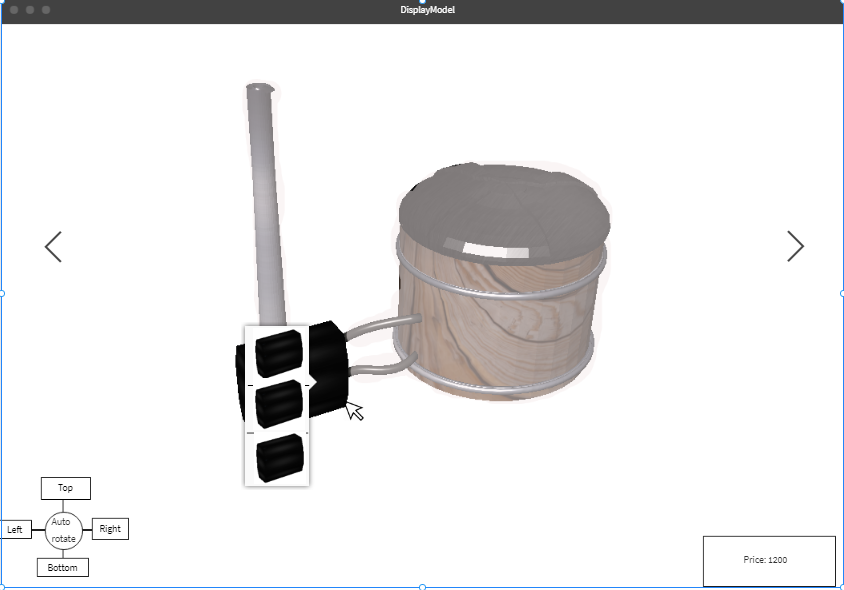 DisplayModel
Top
Left
Auto
rotate
Right
Bottom
Price: 1200